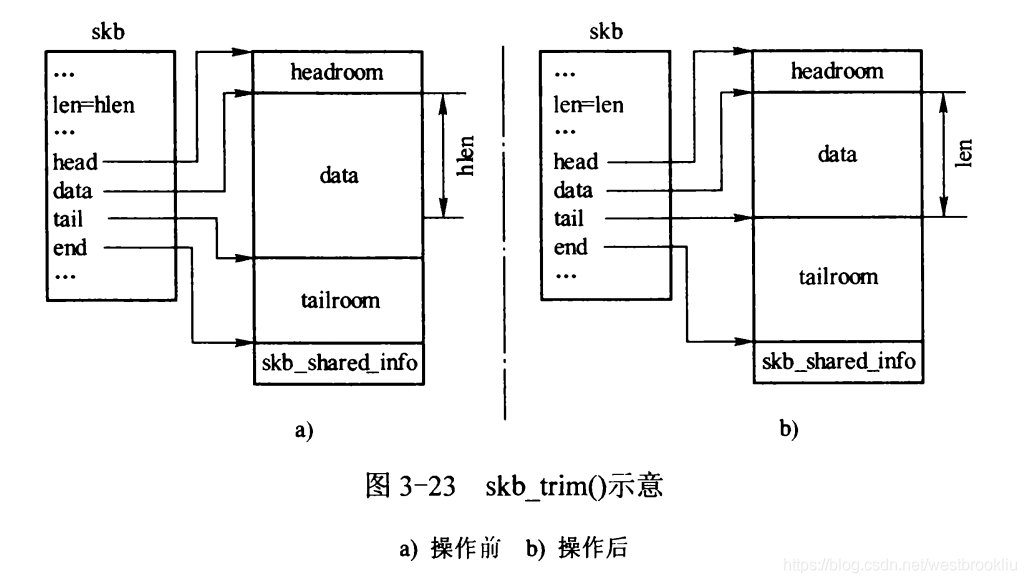 skb
...
len=hlen
...
head
data
tail
end
...
headroom
data
tailroom
skb_shared_info
hlen
a)
skb
...
len=len
...
head
data
tail
end
...
headroom
data
tailroom
skb_shared_info
len
b)
图 3-23 skb_trim()示意
a) 操作前 b) 操作后
https://blog.csdn.net/westbrookliu